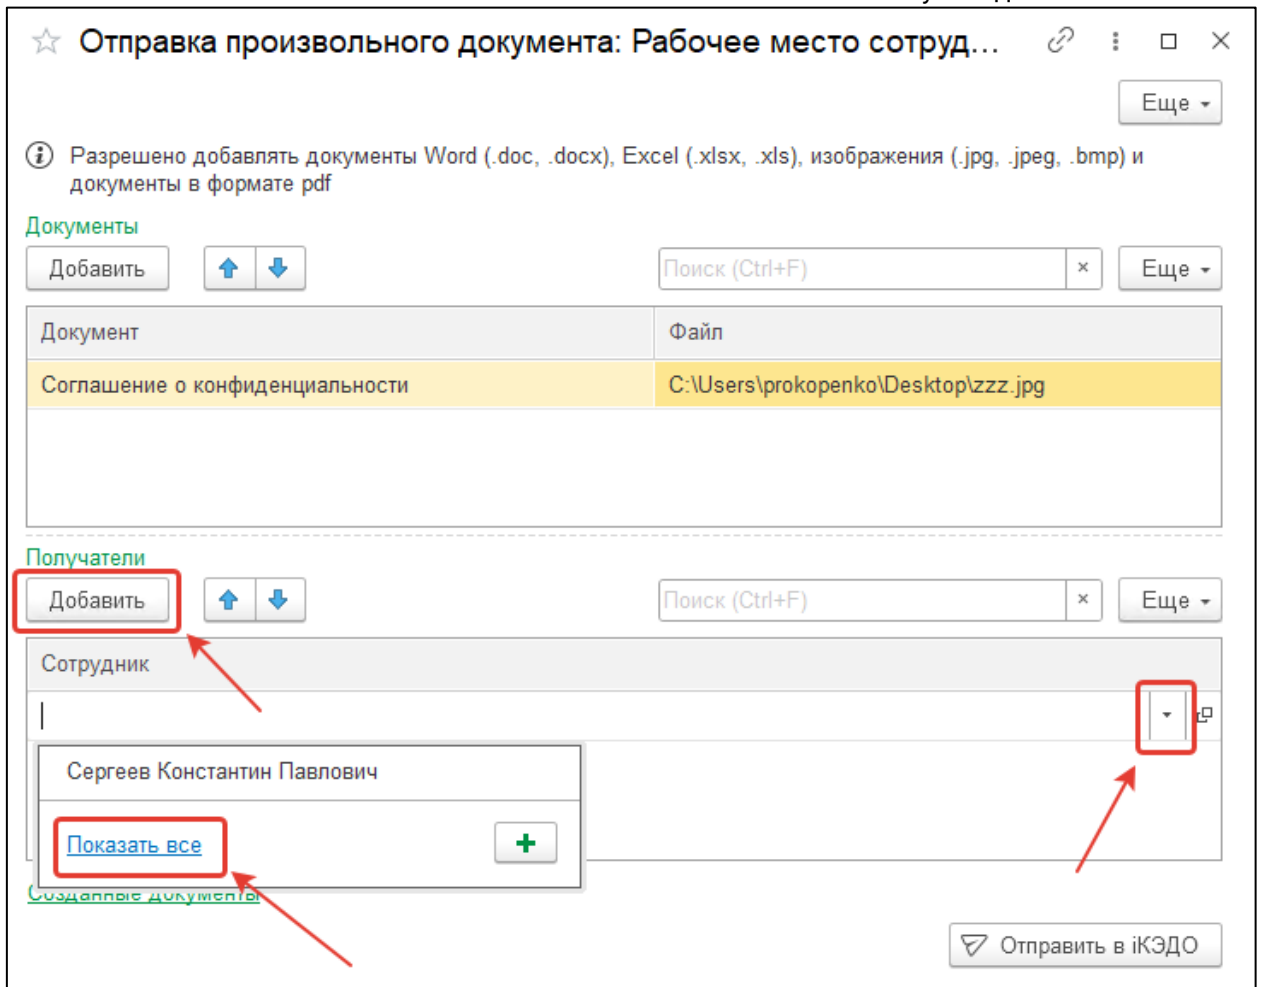 Отправка произвольного документа: Рабочее место сотруд...
Еще
Разрешено добавлять документы Word (.doc, .docx), Excel (.xlsx, .xls), изображения (.jpg, .jpeg, .bmp) и
документы в формате pdf
Документы
Добавить
Поиск (Ctrl+F)
×
Еще
Документ Файл
Соглашение о конфиденциальности C:\Users\prokopenko\Desktop\zzz.jpg
Получатели
Добавить
Поиск (Ctrl+F)
×
Еще
Сотрудник
Сергеев Константин Павлович
Показать все
Созданные документы
Отправить в iКЭДО